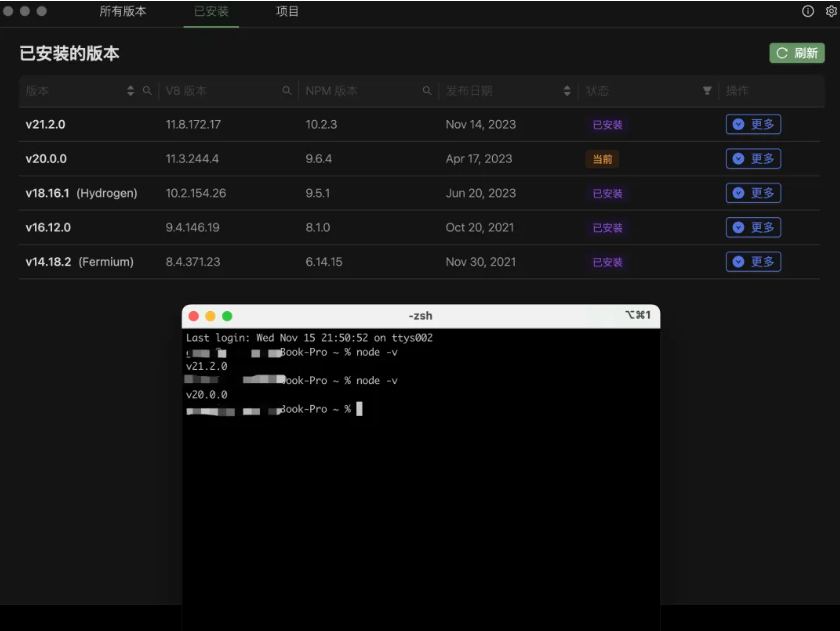 所有版本 已安装 项目
已安装的版本 刷新
版本 V8 版本 NPM 版本 发布日期 状态 操作
v21.2.0 11.8.172.17 10.2.3 Nov 14, 2023 已安装 更多
v20.0.0 11.3.244.4 9.6.4 Apr 17, 2023 当前 更多
v18.16.1 (Hydrogen) 10.2.154.26 9.5.1 Jun 20, 2023 已安装 更多
v16.12.0 9.4.146.19 8.1.0 Oct 20, 2021 已安装 更多
v14.18.2 (Fermium) 8.4.371.23 6.14.15 Nov 30, 2021 已安装 更多
-zsh ⌥⌘1
Last login: Wed Nov 15 21:50:52 on ttys002
Book-Pro ~ % node -v
v21.2.0
ook-Pro ~ % node -v
v20.0.0
Book-Pro ~ %